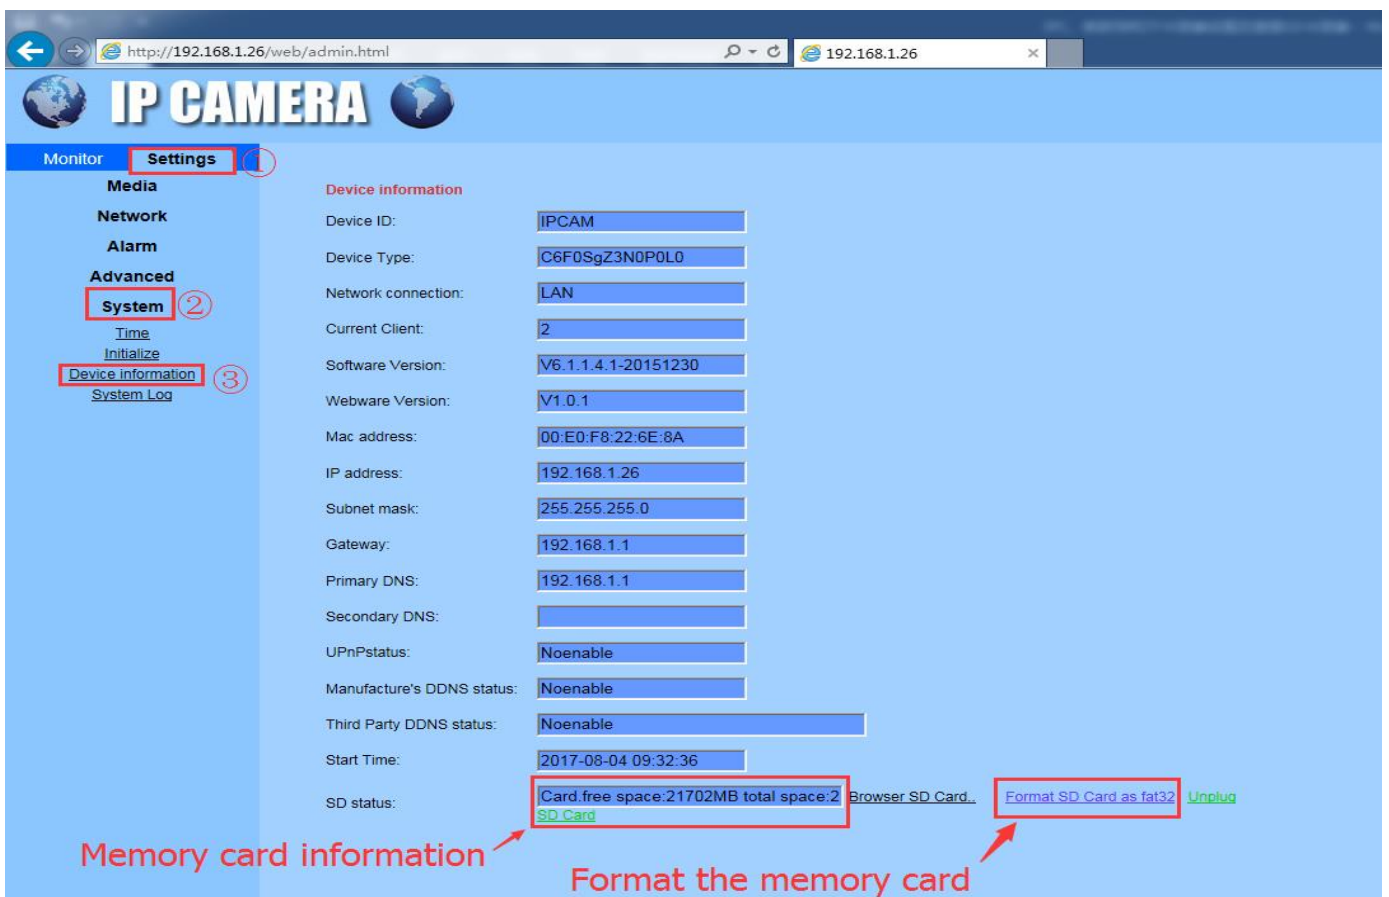 http://192.168.1.26/web/admin.html
192.168.1.26
IP CAMERA
Monitor Settings ①
Media
Network
Alarm
Advanced
System ②
Time
Initialize
Device information ③
System Log
Device information
Device ID: IPCAM
Device Type: C6F0SgZ3N0P0L0
Network connection: LAN
Current Client: 2
Software Version: V6.1.1.4.1-20151230
Webware Version: V1.0.1
Mac address: 00:E0:F8:22:6E:8A
IP address: 192.168.1.26
Subnet mask: 255.255.255.0
Gateway: 192.168.1.1
Primary DNS: 192.168.1.1
Secondary DNS:
UPnPstatus: Noenable
Manufacture's DDNS status: Noenable
Third Party DDNS status: Noenable
Start Time: 2017-08-04 09:32:36
SD status: Card.free space:21702MB total space:2 Browser SD Card.. Format SD Card as fat32 Unplug
SD Card
Memory card information
Format the memory card